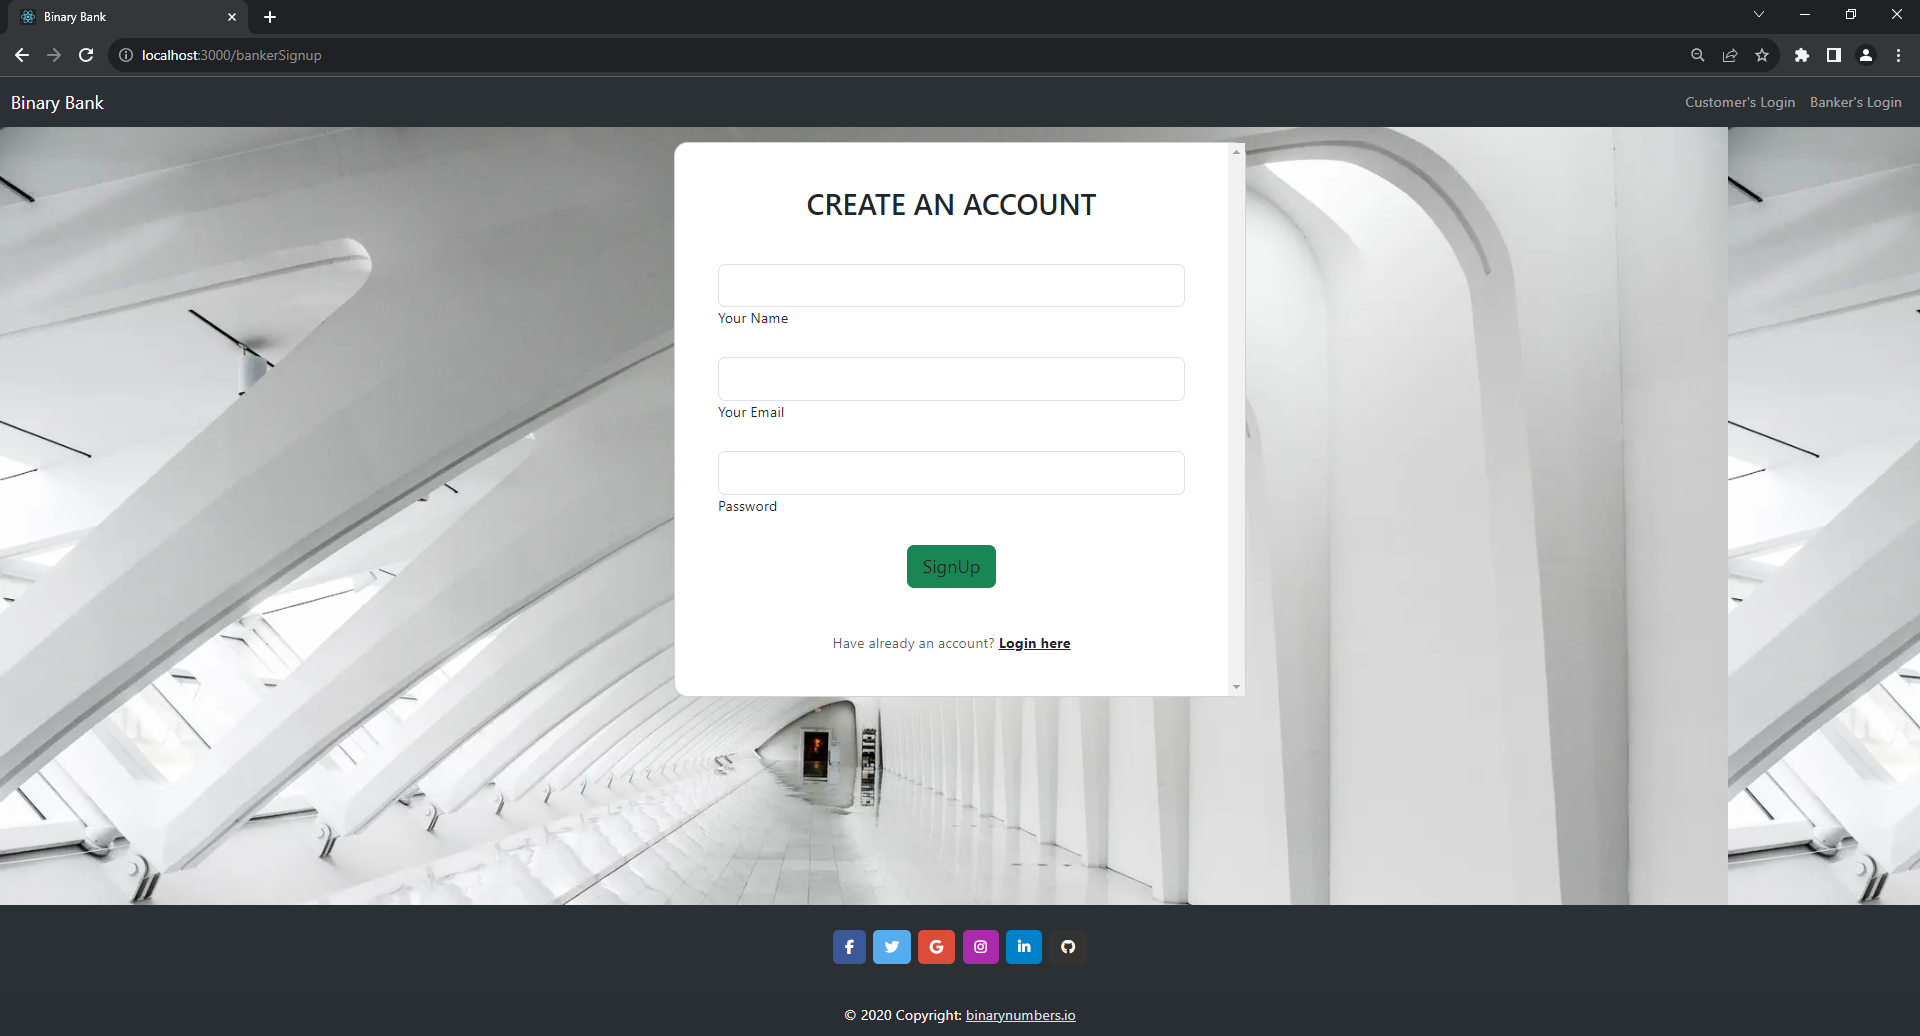 Binary Bank
localhost:3000/bankerSignup
Binary Bank
Customer's Login Banker's Login
CREATE AN ACCOUNT
Your Name
Your Email
Password
SignUp
Have already an account? Login here
© 2020 Copyright: binarynumbers.io